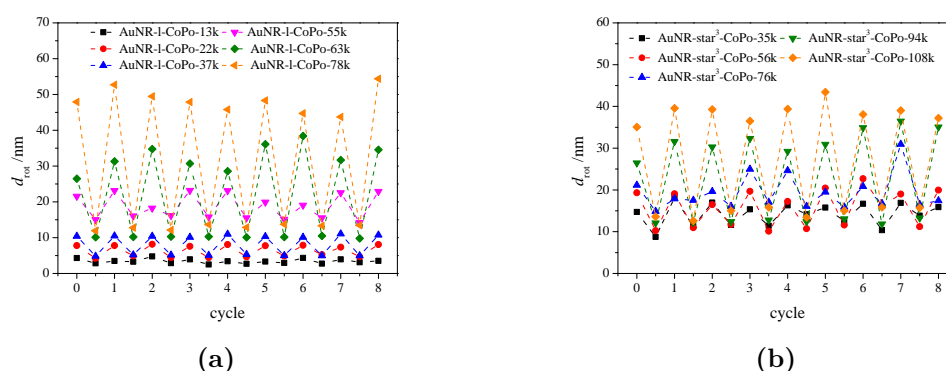 70
60
50
40
30
20
10
0
d_rot /nm
AuNR-l-CoPo-13k
AuNR-l-CoPo-22k
AuNR-l-CoPo-37k
AuNR-l-CoPo-55k
AuNR-l-CoPo-63k
AuNR-l-CoPo-78k
0 1 2 3 4 5 6 7 8
cycle
(a)
60
50
40
30
20
10
0
d_rot /nm
AuNR-star³-CoPo-35k
AuNR-star³-CoPo-56k
AuNR-star³-CoPo-76k
AuNR-star³-CoPo-94k
AuNR-star³-CoPo-108k
0 1 2 3 4 5 6 7 8
cycle
(b)